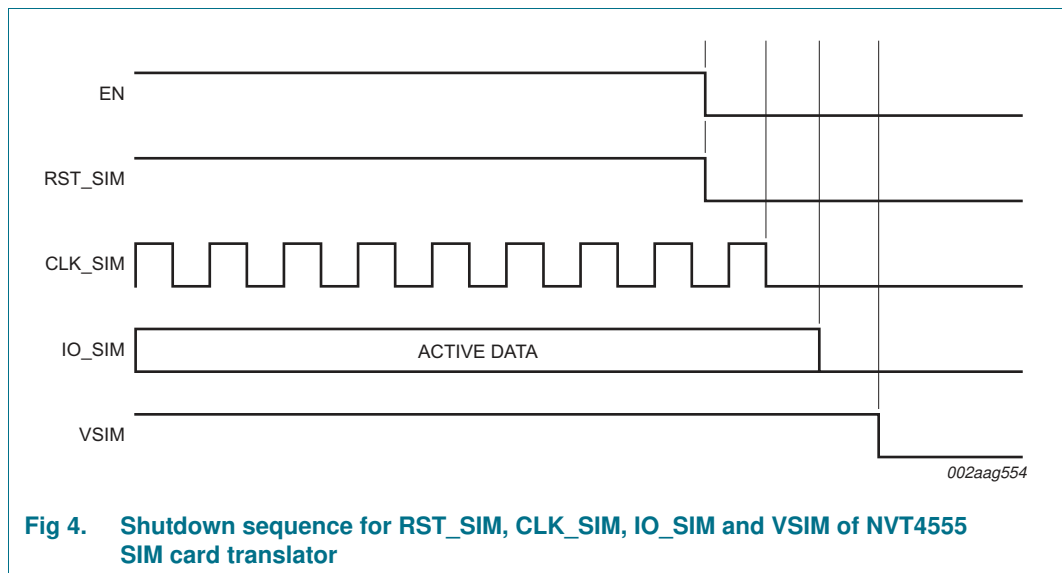 EN
RST_SIM
CLK_SIM
IO_SIM
ACTIVE DATA
VSIM
002aag554
Fig 4. Shutdown sequence for RST_SIM, CLK_SIM, IO_SIM and VSIM of NVT4555
SIM card translator